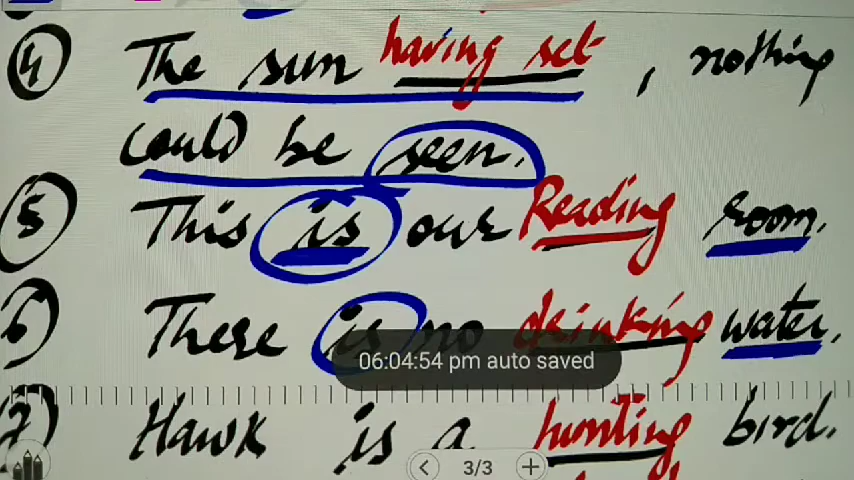 4 The sun having set, nothing
could be seen.
5 This is our Reading room.
6 There is no drinking water.
06:04:54 pm auto saved
7 Hawk is a hunting bird.
3/3